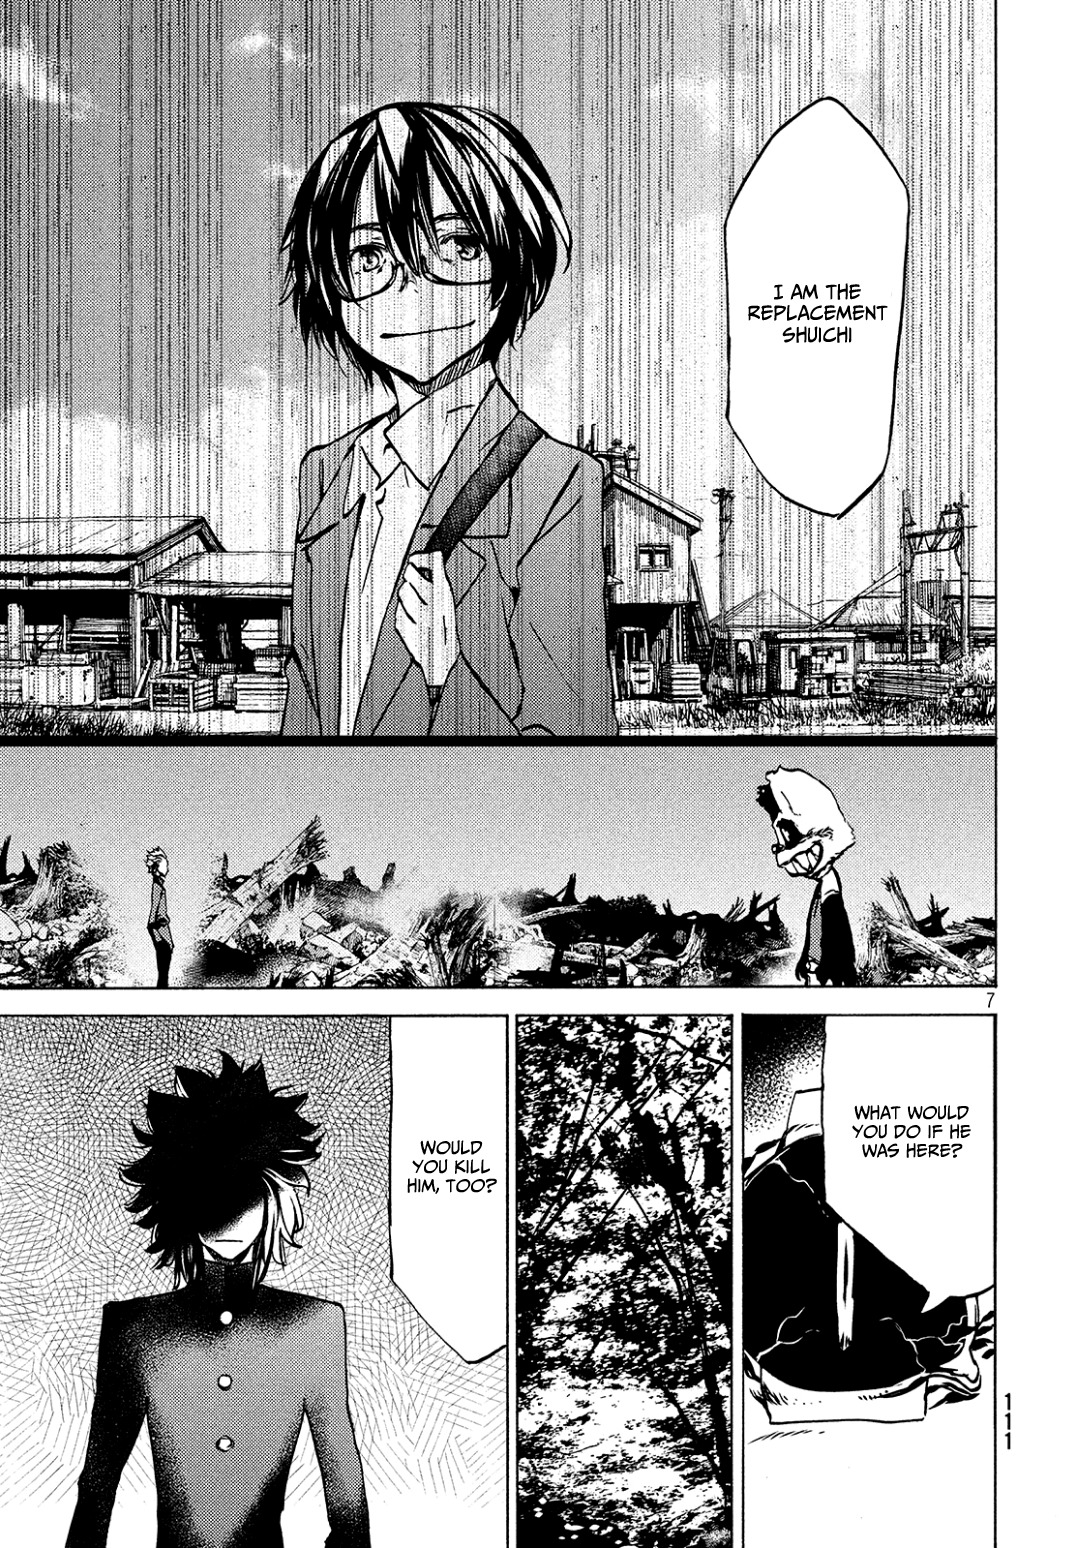 I AM THE
REPLACEMENT
SHUICHI
7
WHAT WOULD
YOU DO IF HE
WAS HERE?
WOULD
YOU KILL
HIM, TOO?
111